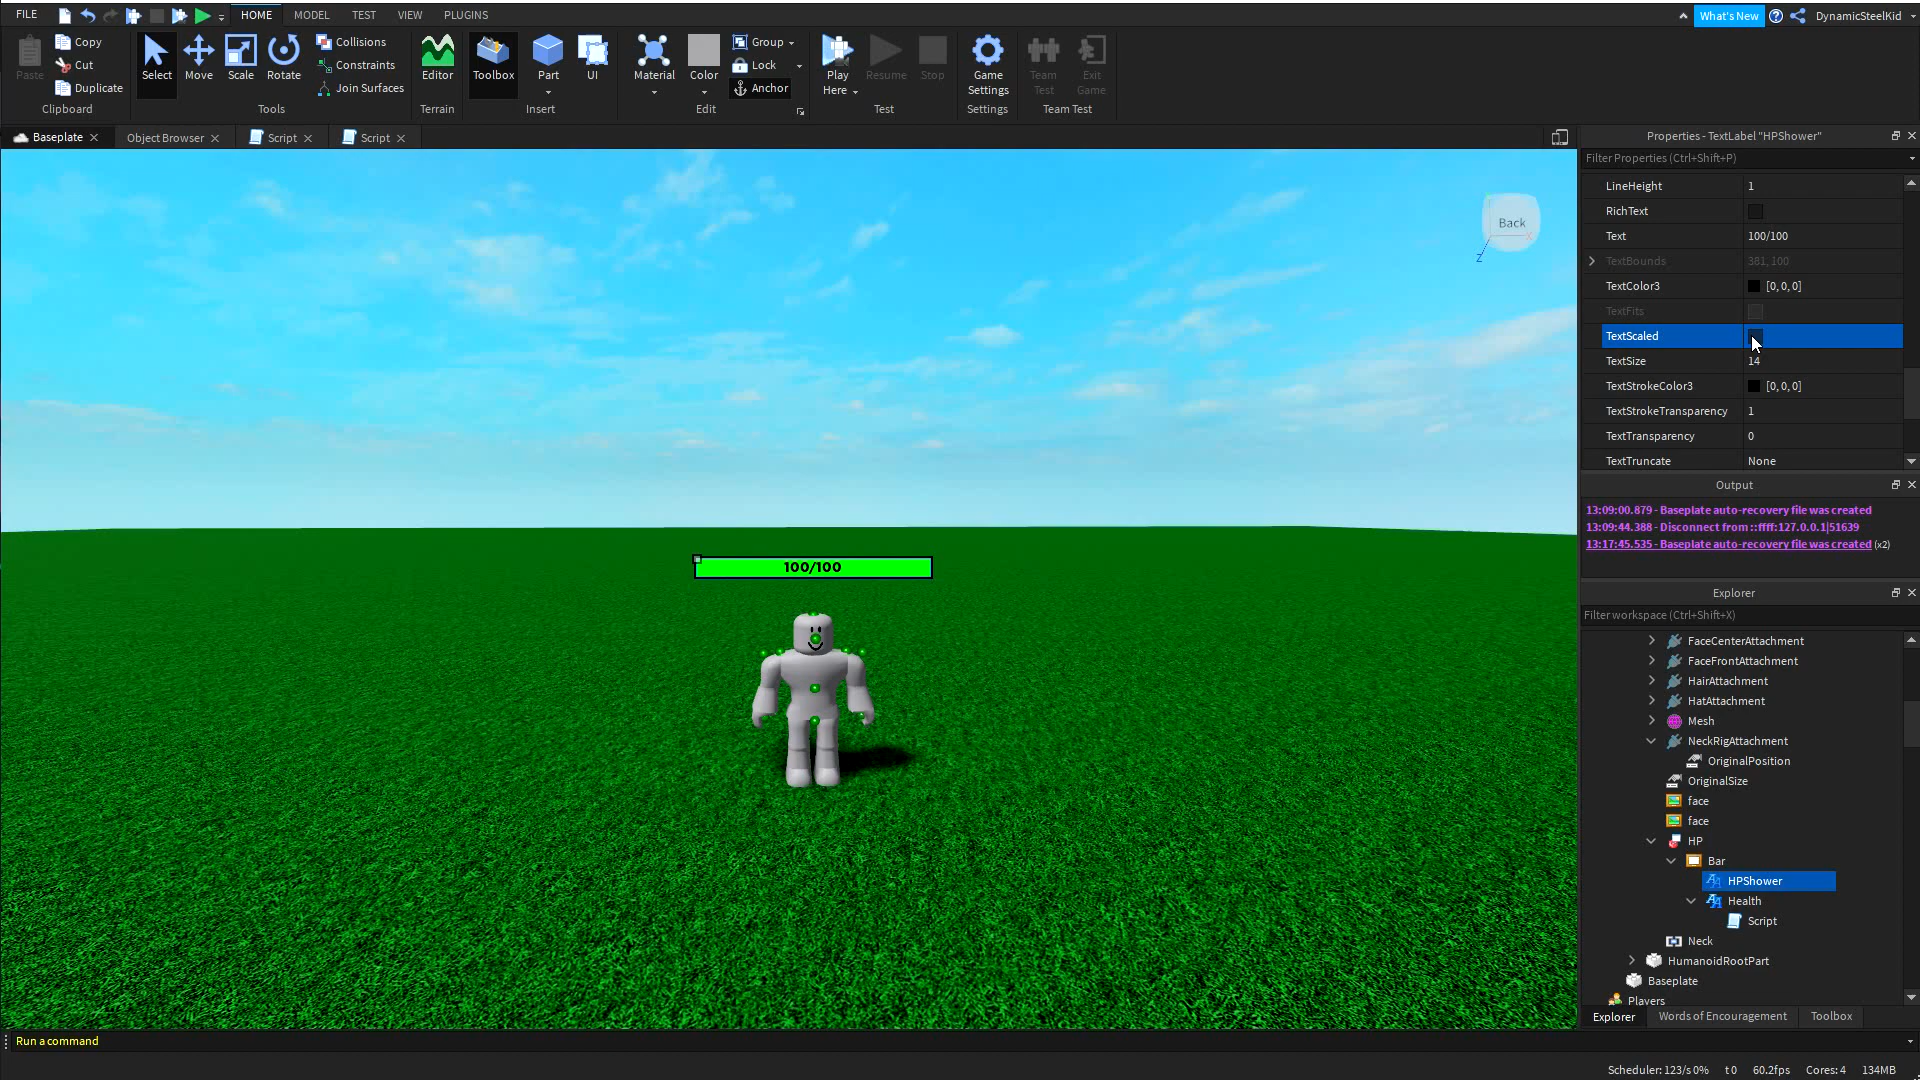 FILE
HOME
MODEL
TEST
VIEW
PLUGINS
What's New
DynamicSteelKid
Paste
Copy
Cut
Duplicate
Clipboard
Select
Move
Scale
Rotate
Collisions
Constraints
Join Surfaces
Tools
Editor
Terrain
Toolbox
Part
UI
Insert
Material
Color
Group
Lock
Anchor
Edit
Play
Here
Resume
Stop
Test
Game
Settings
Settings
Team
Test
Exit
Game
Team Test
Baseplate
Object Browser
Script
Script
Back
X
Z
100/100
Properties - TextLabel "HPShower"
Filter Properties (Ctrl+Shift+P)
LineHeight 1
RichText
Text 100/100
TextBounds 381, 100
TextColor3 [0, 0, 0]
TextFits
TextScaled
TextSize 14
TextStrokeColor3 [0, 0, 0]
TextStrokeTransparency 1
TextTransparency 0
TextTruncate None
Output
13:09:00.879 - Baseplate auto-recovery file was created
13:09:44.388 - Disconnect from ::ffff:127.0.0.1|51639
13:17:45.535 - Baseplate auto-recovery file was created (x2)
Explorer
Filter workspace (Ctrl+Shift+X)
FaceCenterAttachment
FaceFrontAttachment
HairAttachment
HatAttachment
Mesh
NeckRigAttachment
OriginalPosition
OriginalSize
face
face
HP
Bar
HPShower
Health
Script
Neck
HumanoidRootPart
Baseplate
Players
Explorer
Words of Encouragement
Toolbox
Run a command
Scheduler: 123/s 0% t 0 60.2fps Cores: 4 134MB